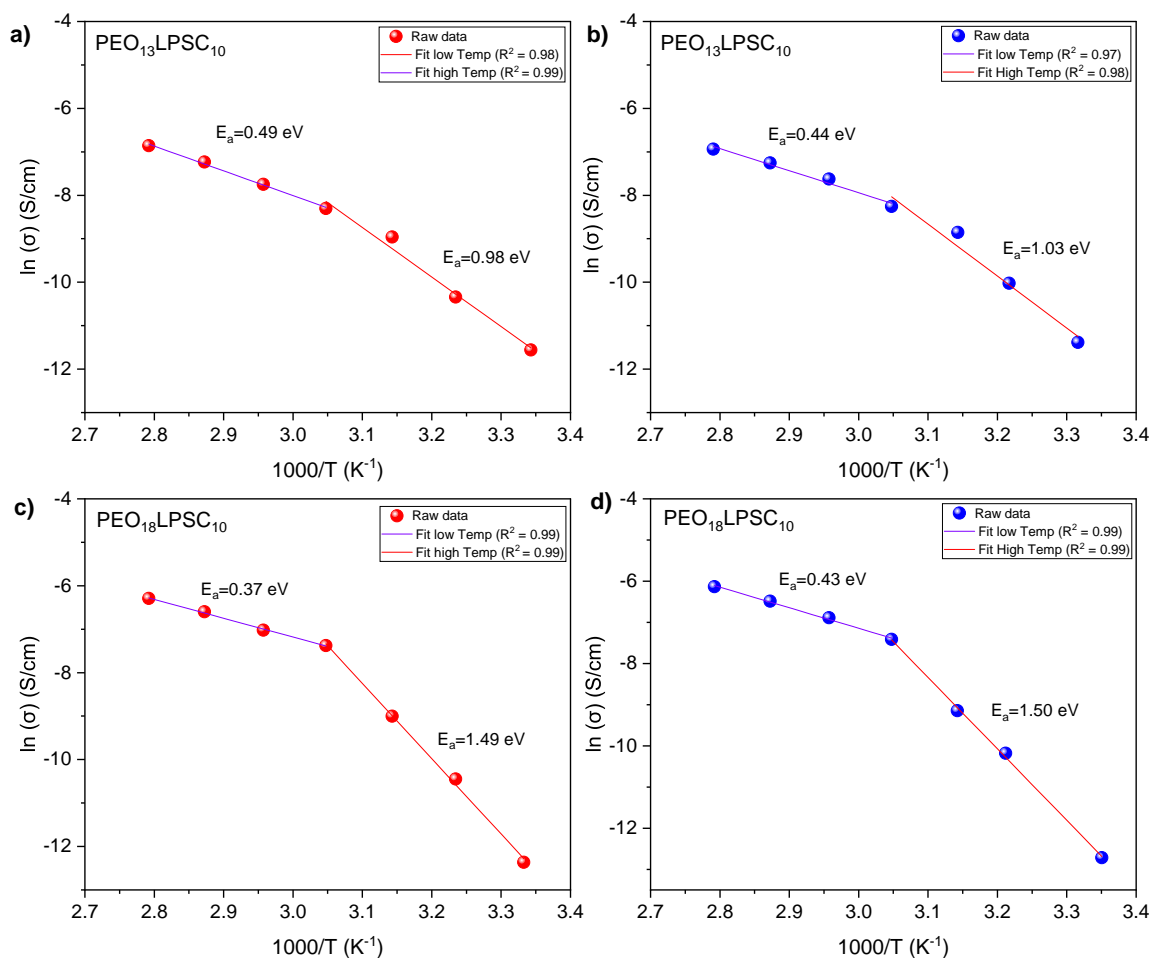 a)
PEO₁₃LPSC₁₀
Raw data
Fit low Temp (R² = 0.98)
Fit high Temp (R² = 0.99)
Eₐ=0.49 eV
Eₐ=0.98 eV
-4
-6
-8
-10
-12
ln (σ) (S/cm)
2.7 2.8 2.9 3.0 3.1 3.2 3.3 3.4
1000/T (K⁻¹)
b)
PEO₁₃LPSC₁₀
Raw data
Fit low Temp (R² = 0.97)
Fit High Temp (R² = 0.98)
Eₐ=0.44 eV
Eₐ=1.03 eV
-4
-6
-8
-10
-12
ln (σ) (S/cm)
2.7 2.8 2.9 3.0 3.1 3.2 3.3 3.4
1000/T (K⁻¹)
c)
PEO₁₈LPSC₁₀
Raw data
Fit low Temp (R² = 0.99)
Fit high Temp (R² = 0.99)
Eₐ=0.37 eV
Eₐ=1.49 eV
-4
-6
-8
-10
-12
ln (σ) (S/cm)
2.7 2.8 2.9 3.0 3.1 3.2 3.3 3.4
1000/T (K⁻¹)
d)
PEO₁₈LPSC₁₀
Raw data
Fit low Temp (R² = 0.99)
Fit High Temp (R² = 0.99)
Eₐ=0.43 eV
Eₐ=1.50 eV
-4
-6
-8
-10
-12
ln (σ) (S/cm)
2.7 2.8 2.9 3.0 3.1 3.2 3.3 3.4
1000/T (K⁻¹)